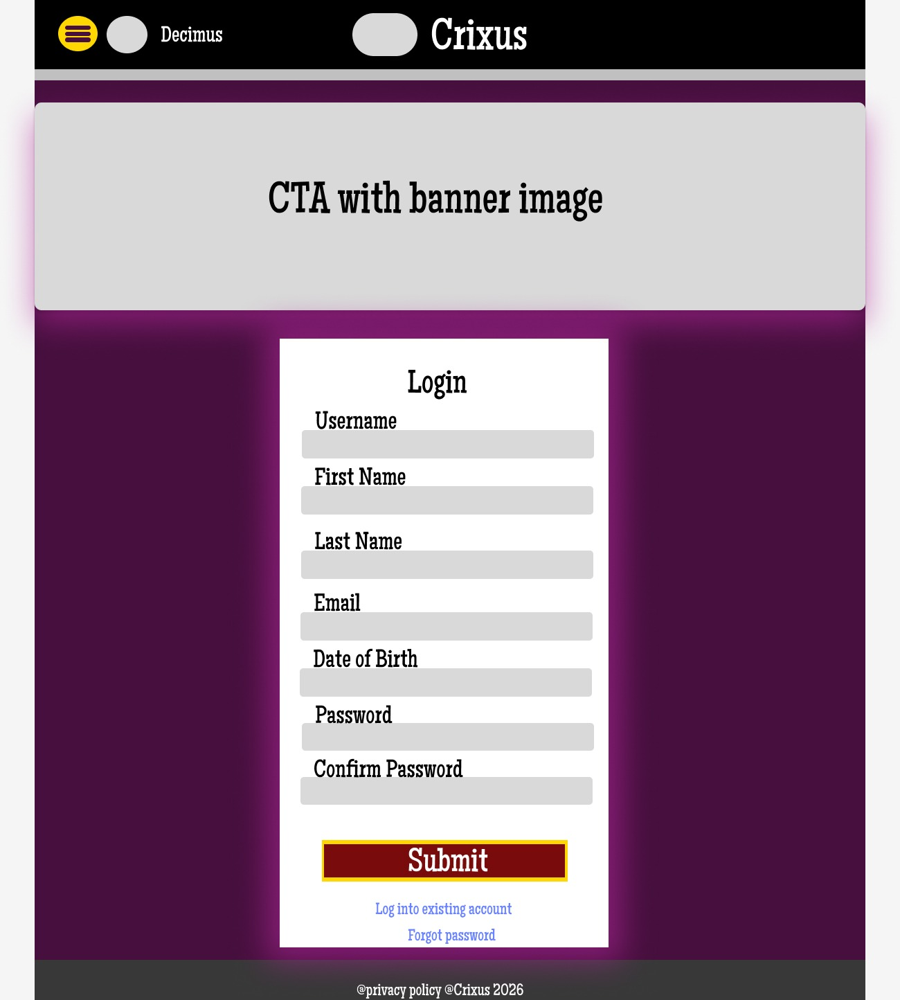 Decimus
Crixus
CTA with banner image
Login
Username
First Name
Last Name
Email
Date of Birth
Password
Confirm Password
Submit
Log into existing account
Forgot password
@privacy policy @Crixus 2026